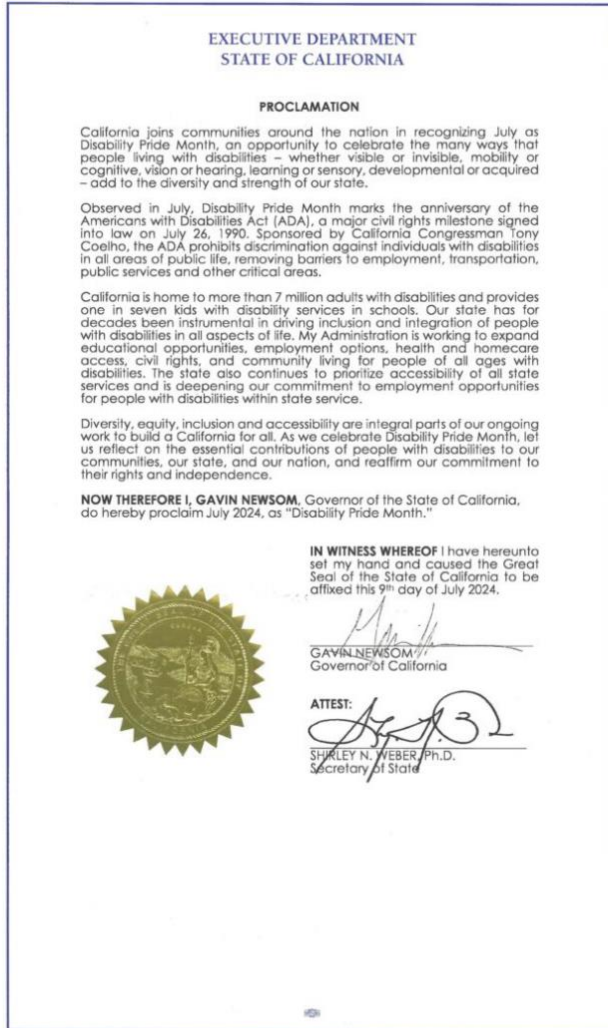 EXECUTIVE DEPARTMENT
STATE OF CALIFORNIA
PROCLAMATION
California joins communities around the nation in recognizing July as
Disability Pride Month, an opportunity to celebrate the many ways that
people living with disabilities – whether visible or invisible, mobility or
cognitive, vision or hearing, learning or sensory, developmental or acquired
– add to the diversity and strength of our state.
Observed in July, Disability Pride Month marks the anniversary of the
Americans with Disabilities Act (ADA), a major civil rights milestone signed
into law on July 26, 1990. Sponsored by California Congressman Tony
Coelho, the ADA prohibits discrimination against individuals with disabilities
in all areas of public life, removing barriers to employment, transportation,
public services and other critical areas.
California is home to more than 7 million adults with disabilities and provides
one in seven kids with disability services in schools. Our state has for
decades been instrumental in driving inclusion and integration of people
with disabilities in all aspects of life. My Administration is working to expand
educational opportunities, employment options, health and homecare
access, civil rights, and community living for people of all ages with
disabilities. The state also continues to prioritize accessibility of all state
services and is deepening our commitment to employment opportunities
for people with disabilities within state service.
Diversity, equity, inclusion and accessibility are integral parts of our ongoing
work to build a California for all. As we celebrate Disability Pride Month, let
us reflect on the essential contributions of people with disabilities to our
communities, our state, and our nation, and reaffirm our commitment to
their rights and independence.
NOW THEREFORE I, GAVIN NEWSOM, Governor of the State of California,
do hereby proclaim July 2024, as “Disability Pride Month.”
IN WITNESS WHEREOF I have hereunto
set my hand and caused the Great
Seal of the State of California to be
affixed this 9th day of July 2024.
GAVIN NEWSOM
Governor of California
ATTEST:
SHIRLEY N. WEBER, Ph.D.
Secretary of State